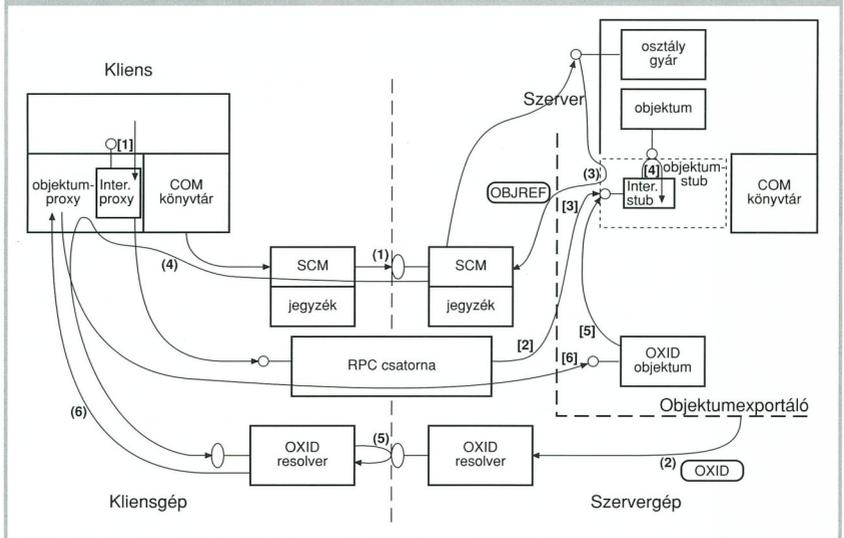 osztály
gyár
Kliens
Szerver
objektum
[1]
objektum-
proxy
Inter.
proxy
COM
könyvtár
OBJREF
(3)
[3]
[4]
objektum-
stub
Inter.
stub
COM
könyvtár
(4)
SCM
(1)
SCM
jegyzék
jegyzék
[2]
[5]
RPC csatorna
[6]
OXID
objektum
(6)
Objektumexportáló
OXID
resolver
(5)
OXID
resolver
(2)
OXID
Kliensgép
Szervergép